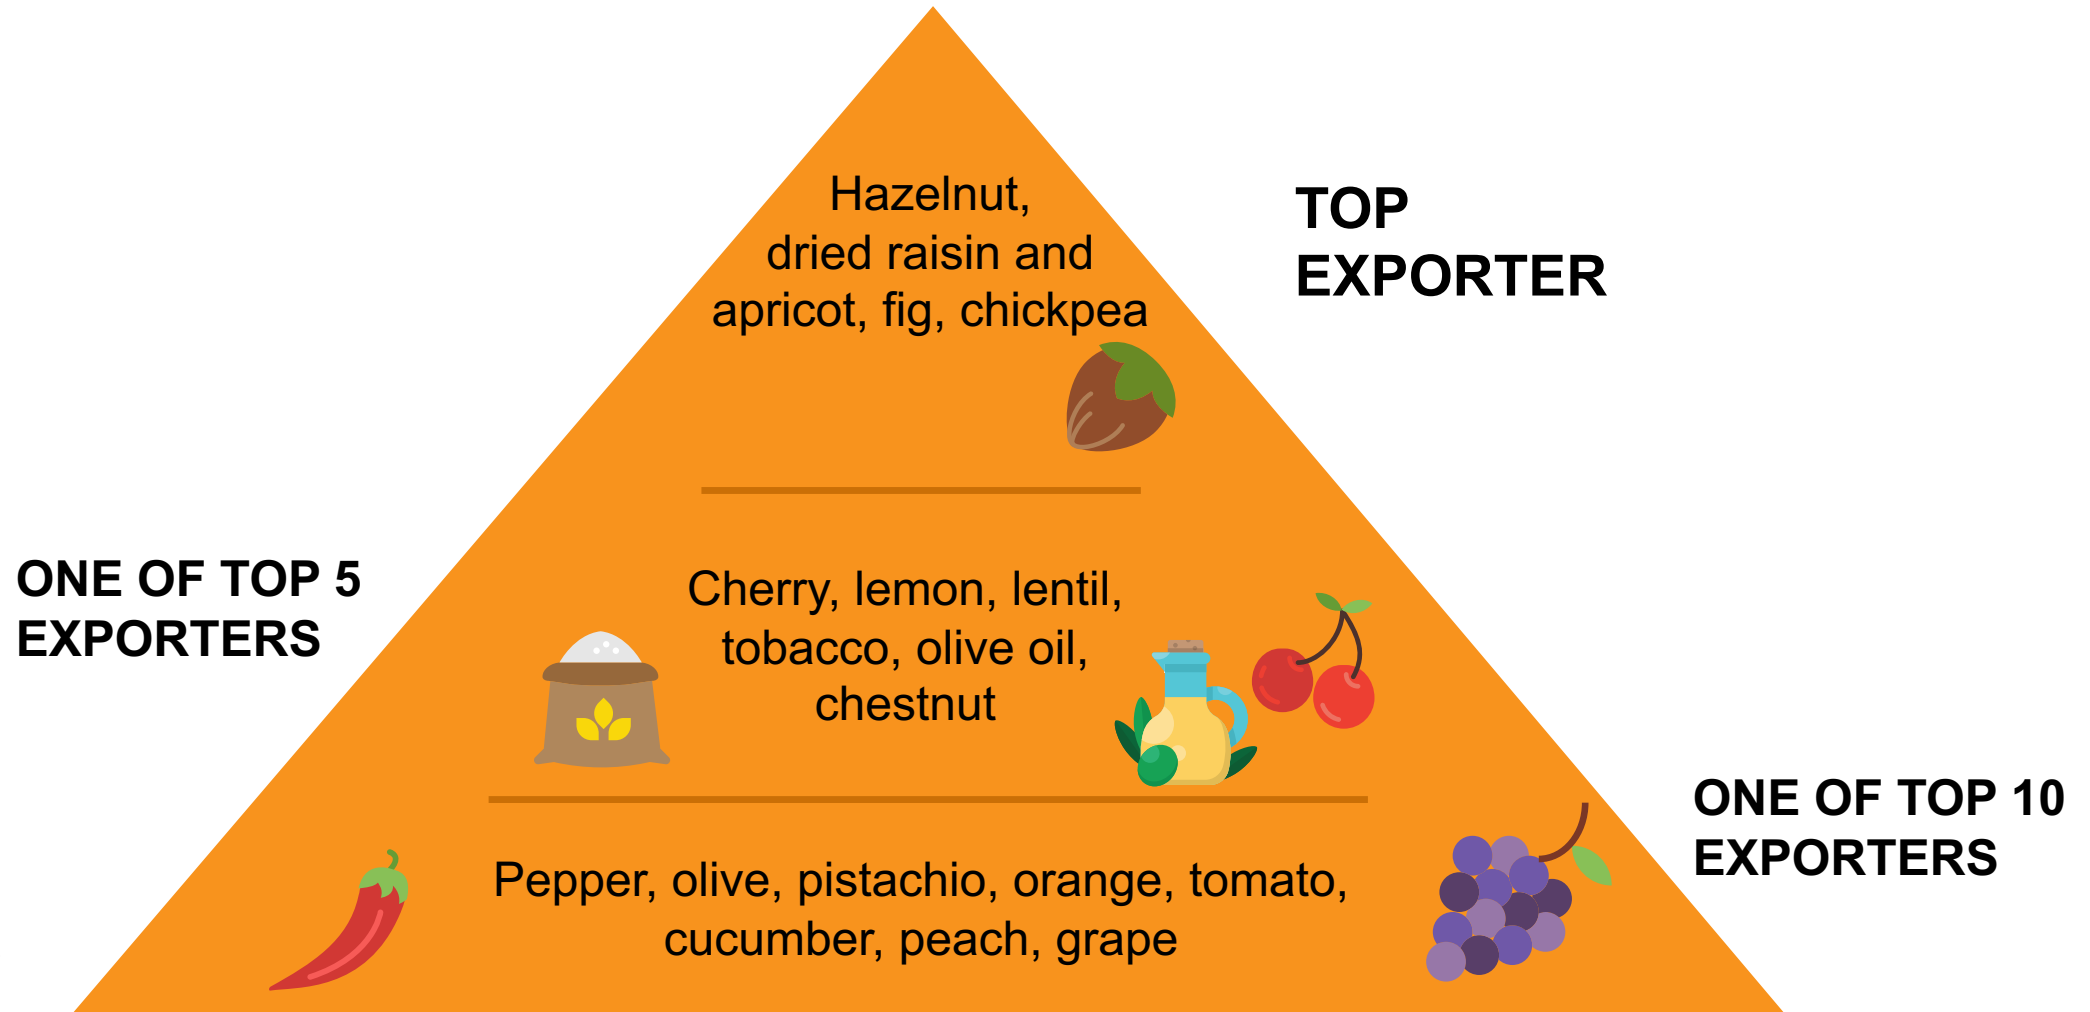 Hazelnut,
dried raisin and
apricot, fig, chickpea
TOP
EXPORTER
ONE OF TOP 5
EXPORTERS
Cherry, lemon, lentil,
tobacco, olive oil,
chestnut
ONE OF TOP 10
EXPORTERS
Pepper, olive, pistachio, orange, tomato,
cucumber, peach, grape